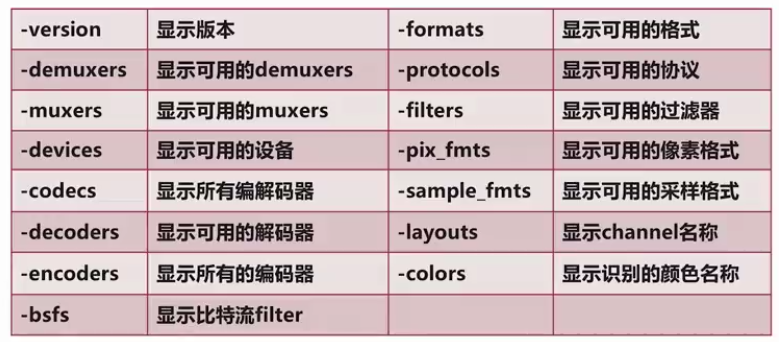 -version 显示版本 -formats 显示可用的格式
-demuxers 显示可用的demuxers -protocols 显示可用的协议
-muxers 显示可用的muxers -filters 显示可用的过滤器
-devices 显示可用的设备 -pix_fmts 显示可用的像素格式
-codecs 显示所有编解码器 -sample_fmts 显示可用的采样格式
-decoders 显示可用的解码器 -layouts 显示channel名称
-encoders 显示所有的编码器 -colors 显示识别的颜色名称
-bsfs 显示比特流filter